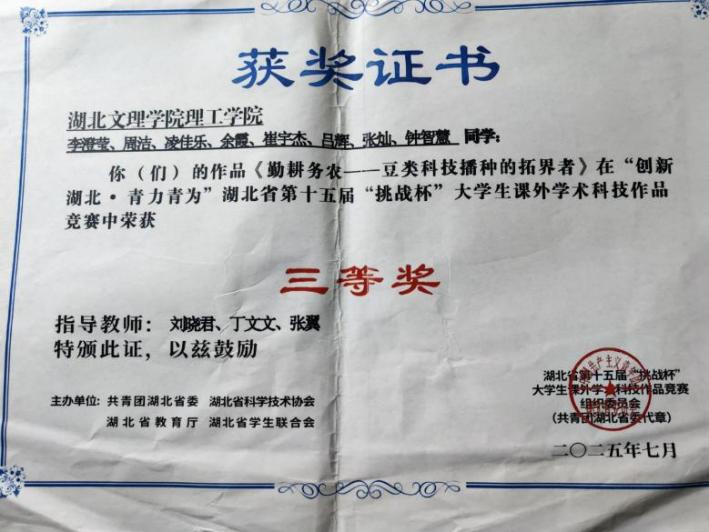 获奖证书
湖北文理学院理工学院
李澄莹、周洁、凌佳乐、余霞、崔宇杰、吕辉、张灿、钟智慧 同学：
你（们）的作品《勤耕务农——豆类科技播种的拓界者》在“创新
湖北·青力青为”湖北省第十五届“挑战杯”大学生课外学术科技作品
竞赛中荣获
三等奖
指导教师：刘晓君、丁文文、张翼
特颁此证，以兹鼓励
主办单位：共青团湖北省委 湖北省科学技术协会
湖北省教育厅 湖北省学生联合会
湖北省第十五届“挑战杯”
大学生课外学术科技作品竞赛
组织委员会
（共青团湖北省委代章）
二〇二五年七月